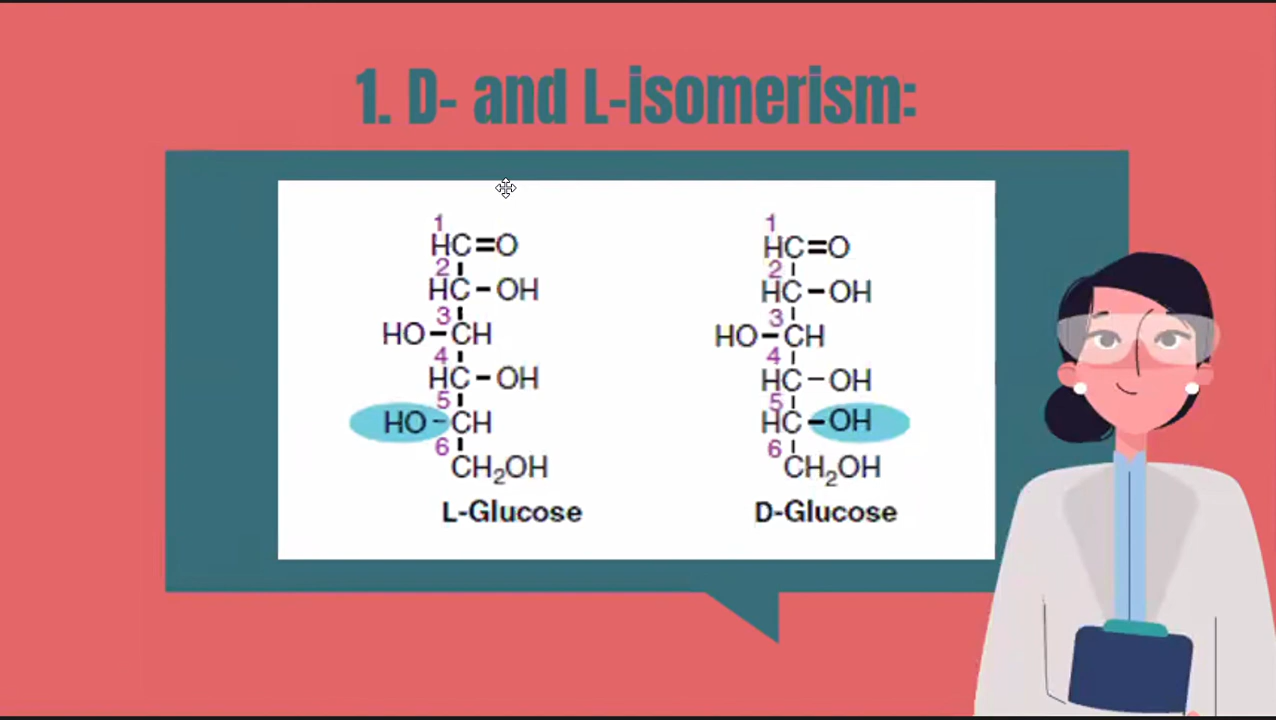 1. D- and L-isomerism:
1
HC=O
2
HC-OH
3
HO-CH
4
HC-OH
5
HO-CH
6
CH₂OH
L-Glucose
1
HC=O
2
HC-OH
3
HO-CH
4
HC-OH
5
HC-OH
6
CH₂OH
D-Glucose